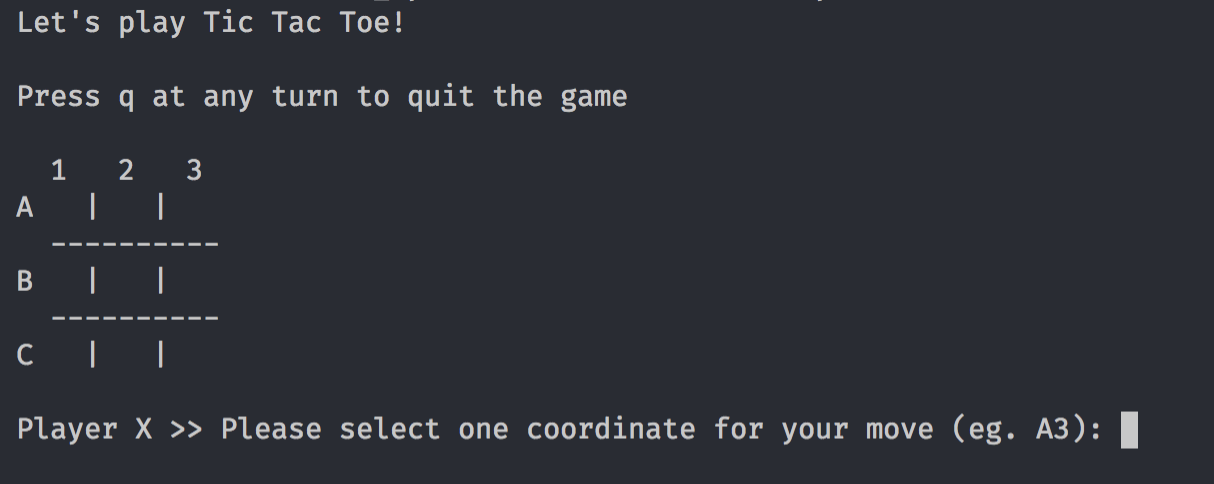 Let's play Tic Tac Toe!
Press q at any turn to quit the game
  1   2   3
A   |   |
  ----------
B   |   |
  ----------
C   |   |
Player X >> Please select one coordinate for your move (eg. A3):